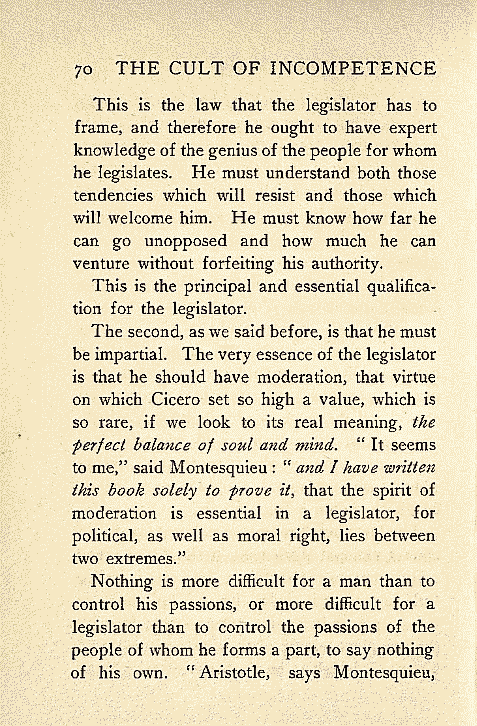 70 THE CULT OF INCOMPETENCE
This is the law that the legislator has to
frame, and therefore he ought to have expert
knowledge of the genius of the people for whom
he legislates. He must understand both those
tendencies which will resist and those which
will welcome him. He must know how far he
can go unopposed and how much he can
venture without forfeiting his authority.
This is the principal and essential qualifica-
tion for the legislator.
The second, as we said before, is that he must
be impartial. The very essence of the legislator
is that he should have moderation, that virtue
on which Cicero set so high a value, which is
so rare, if we look to its real meaning, the
perfect balance of soul and mind. “ It seems
to me,” said Montesquieu : “ and I have written
this book solely to prove it, that the spirit of
moderation is essential in a legislator, for
political, as well as moral right, lies between
two extremes.”
Nothing is more difficult for a man than to
control his passions, or more difficult for a
legislator than to control the passions of the
people of whom he forms a part, to say nothing
of his own. “ Aristotle, says Montesquieu,